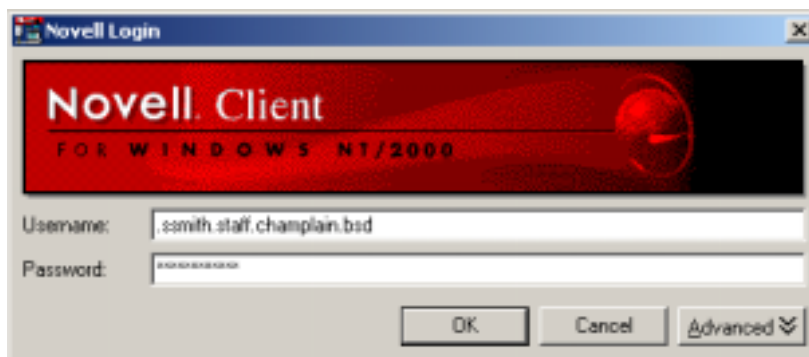 Novell Login
Novell. Client
FOR WINDOWS NT/2000
Username: .ssmith.staff.champlain.bsd
Password: **********
OK Cancel Advanced